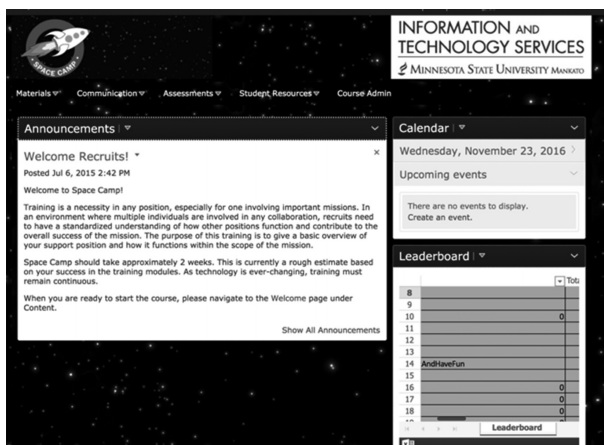 SPACE CAMP
INFORMATION AND
TECHNOLOGY SERVICES
MINNESOTA STATE UNIVERSITY MANKATO
Materials Communication Assessments Student Resources Course Admin
Announcements
Welcome Recruits!
Posted Jul 6, 2015 2:42 PM
Welcome to Space Camp!
Training is a necessity in any position, especially for one involving important missions. In
an environment where multiple individuals are involved in any collaboration, recruits need
to have a standardized understanding of how other positions function and contribute to the
overall success of the mission. The purpose of this training is to give a basic overview of
your support position and how it functions within the scope of the mission.
Space Camp should take approximately 2 weeks. This is currently a rough estimate based
on your success in the training modules. As technology is ever-changing, training must
remain continuous.
When you are ready to start the course, please navigate to the Welcome page under
Content.
Show All Announcements
Calendar
Wednesday, November 23, 2016
Upcoming events
There are no events to display.
Create an event.
Leaderboard
8
9
10 0
11
12
13
14 AndHaveFun
15
16 0
17 0
18 0
Leaderboard